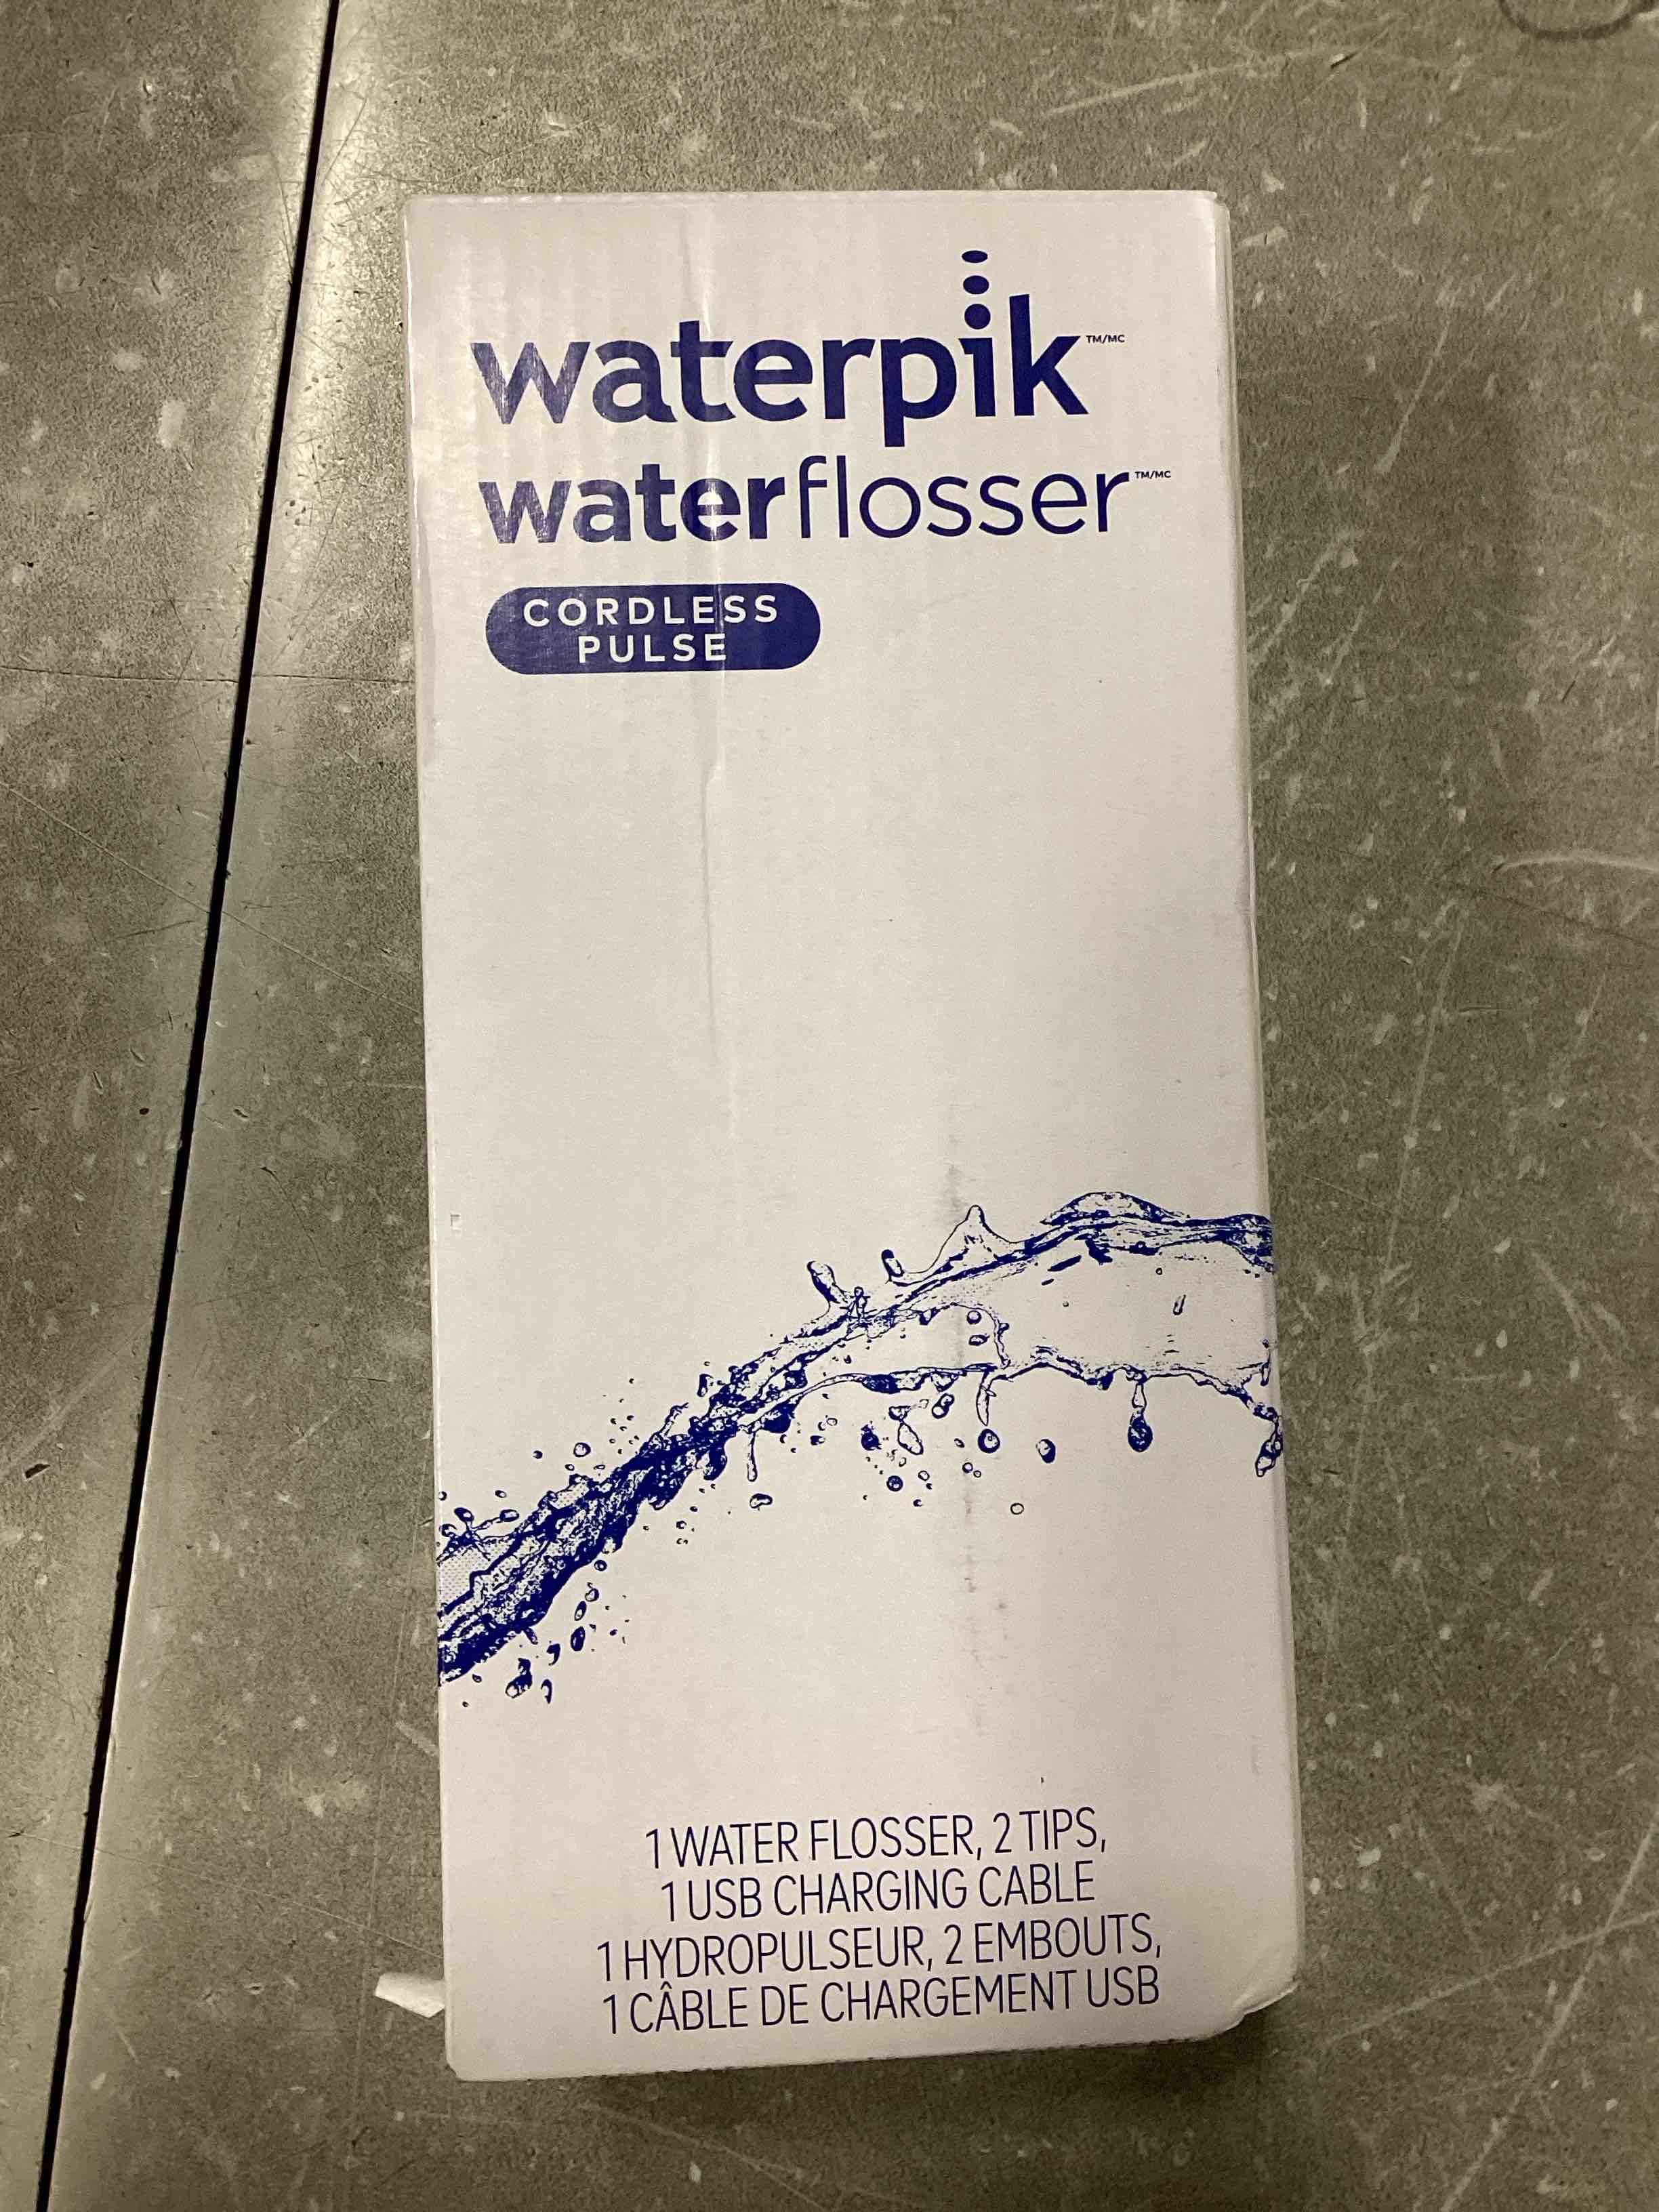 waterpik™/MC
waterflosser™/MC
CORDLESS
PULSE
1 WATER FLOSSER, 2 TIPS,
1 USB CHARGING CABLE
1 HYDROPULSEUR, 2 EMBOUTS,
1 CÂBLE DE CHARGEMENT USB